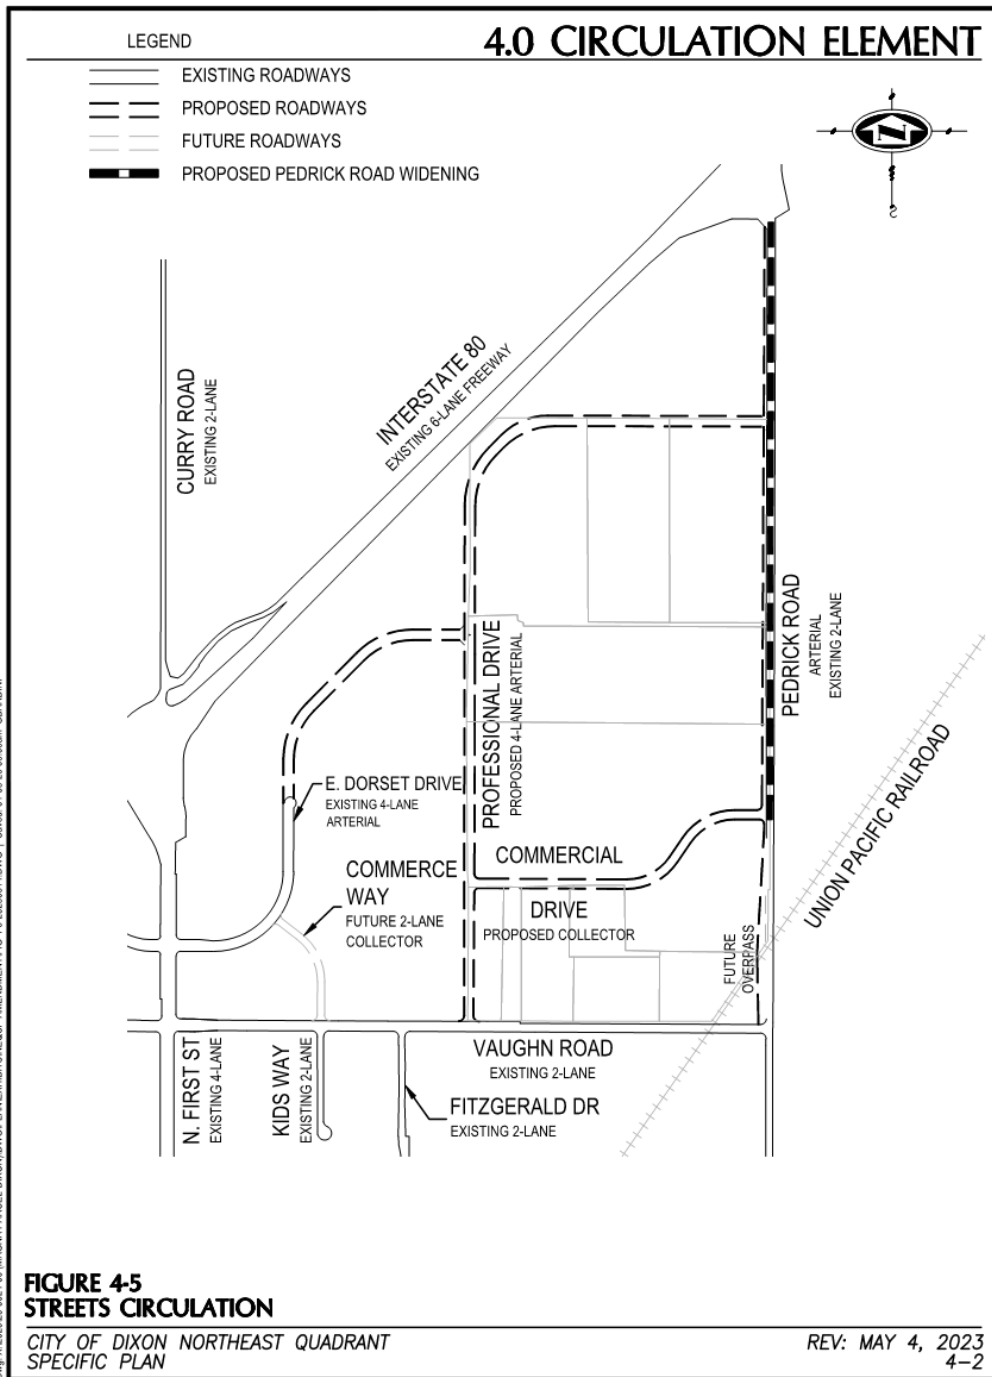 4.0 CIRCULATION ELEMENT
LEGEND
EXISTING ROADWAYS
PROPOSED ROADWAYS
FUTURE ROADWAYS
PROPOSED PEDRICK ROAD WIDENING
N
S
INTERSTATE 80
EXISTING 6-LANE FREEWAY
CURRY ROAD
EXISTING 2-LANE
PEDRICK ROAD
ARTERIAL
EXISTING 2-LANE
PROFESSIONAL DRIVE
PROPOSED 4-LANE ARTERIAL
UNION PACIFIC RAILROAD
E. DORSET DRIVE
EXISTING 4-LANE
ARTERIAL
COMMERCE
WAY
FUTURE 2-LANE
COLLECTOR
COMMERCIAL
DRIVE
PROPOSED COLLECTOR
FUTURE
OVERPASS
N. FIRST ST
EXISTING 4-LANE
KIDS WAY
EXISTING 2-LANE
VAUGHN ROAD
EXISTING 2-LANE
FITZGERALD DR
EXISTING 2-LANE
FIGURE 4-5
STREETS CIRCULATION
CITY OF DIXON NORTHEAST QUADRANT
SPECIFIC PLAN
REV: MAY 4, 2023
4-2